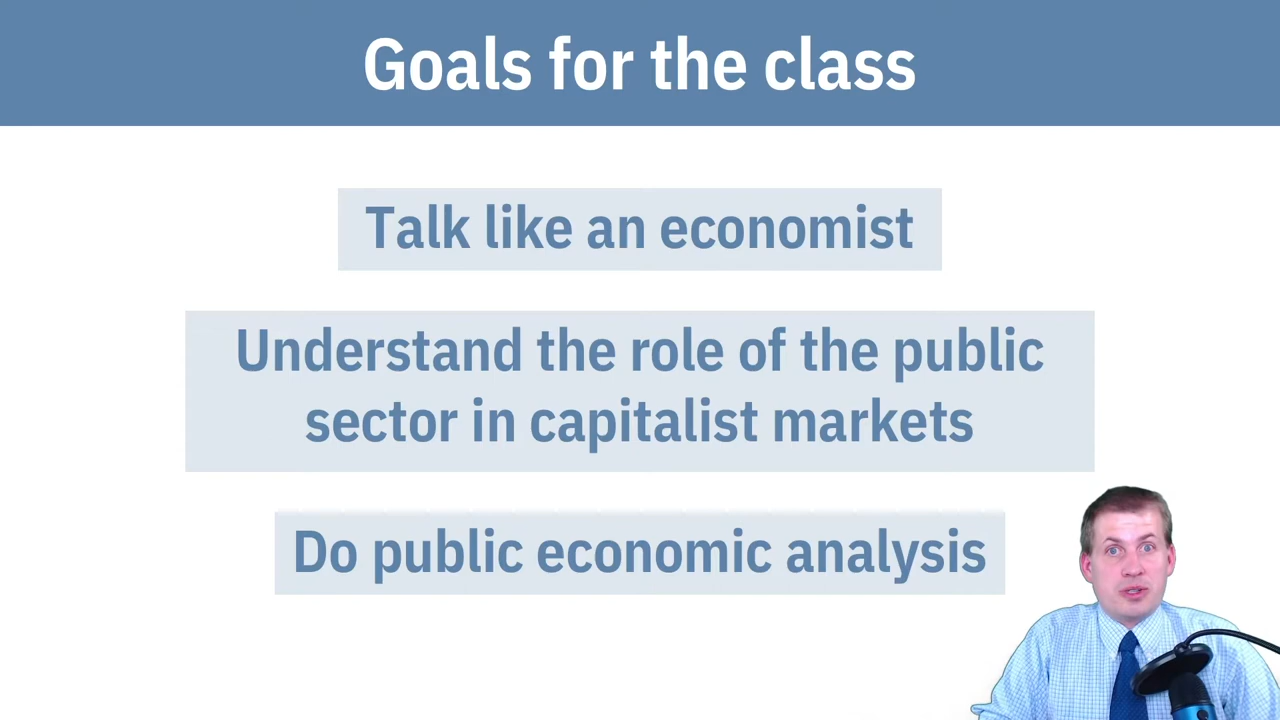 Goals for the class
Talk like an economist
Understand the role of the public
sector in capitalist markets
Do public economic analysis